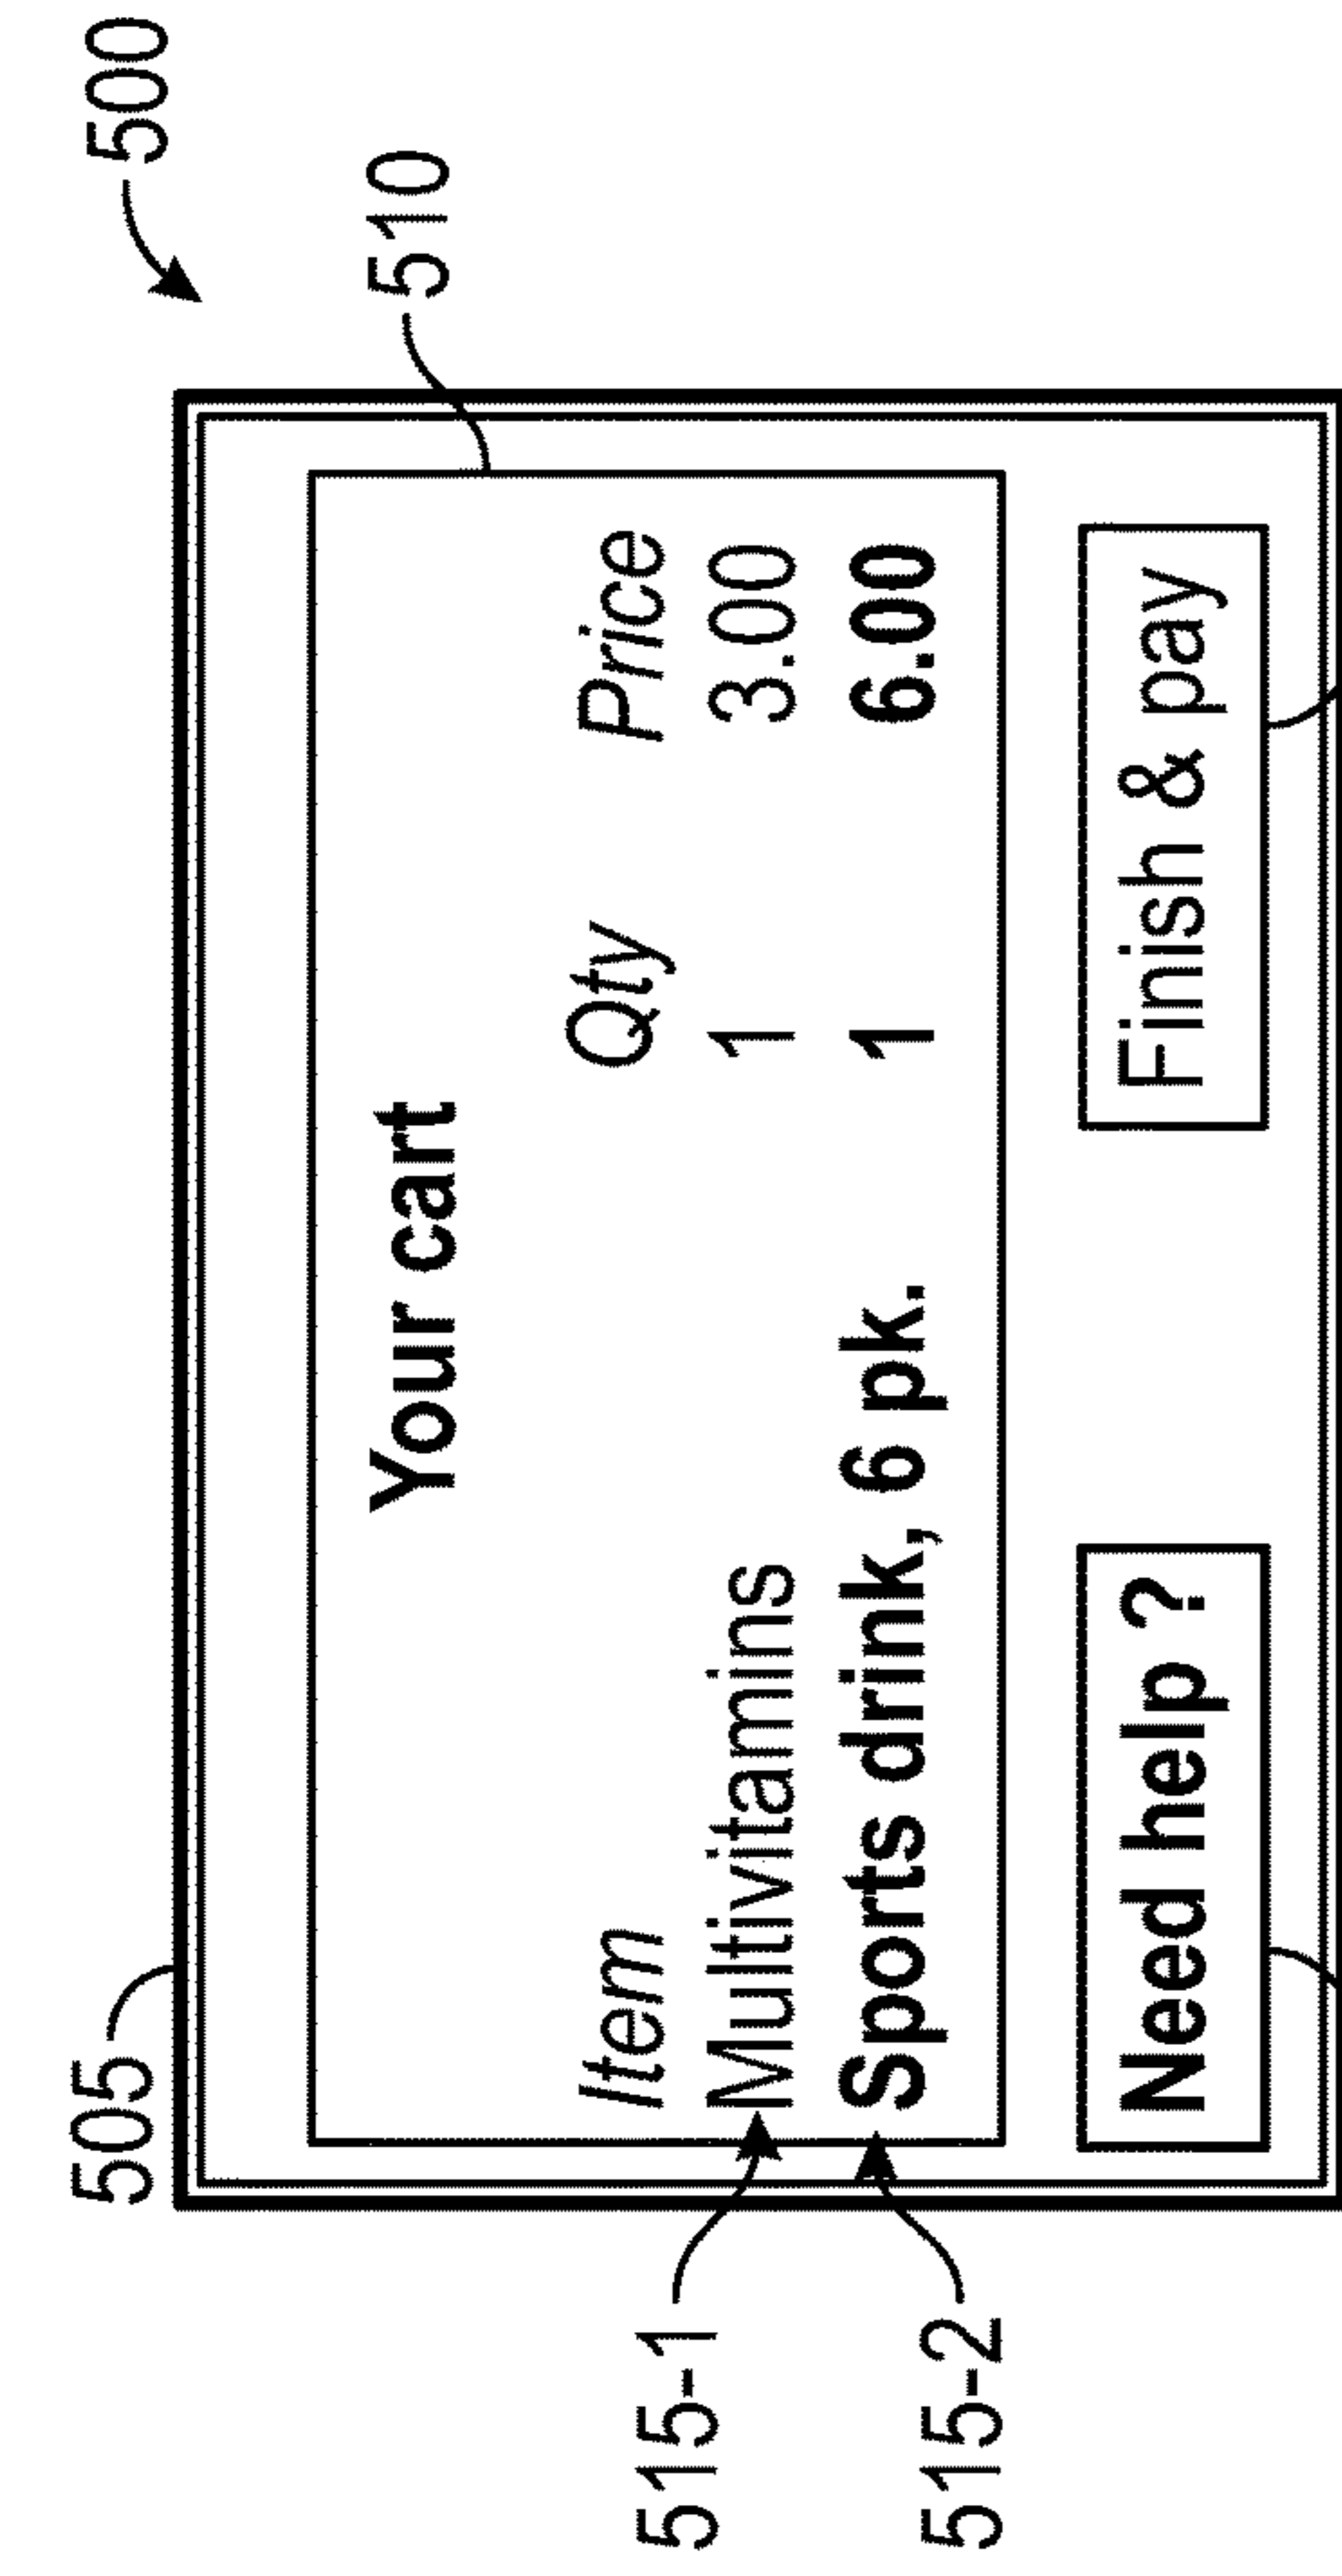 500
505
510
Your cart
Item Qty Price
515-1 Multivitamins 1 3.00
515-2 Sports drink, 6 pk. 1 6.00
Need help ? Finish & pay